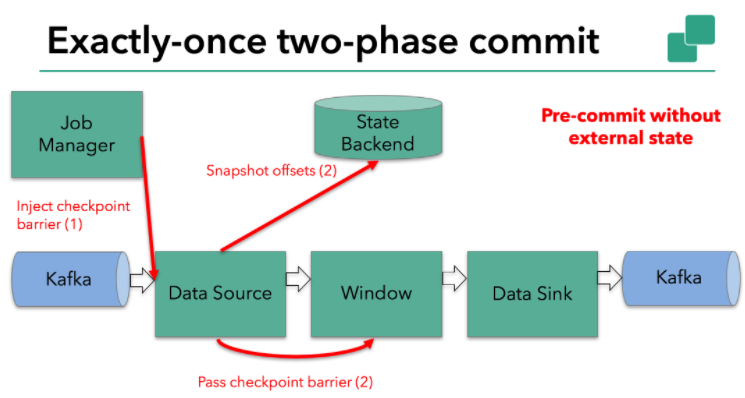 Exactly-once two-phase commit
Job
Manager
State
Backend
Pre-commit without
external state
Snapshot offsets (2)
Inject checkpoint
barrier (1)
Kafka
Data Source
Window
Data Sink
Kafka
Pass checkpoint barrier (2)